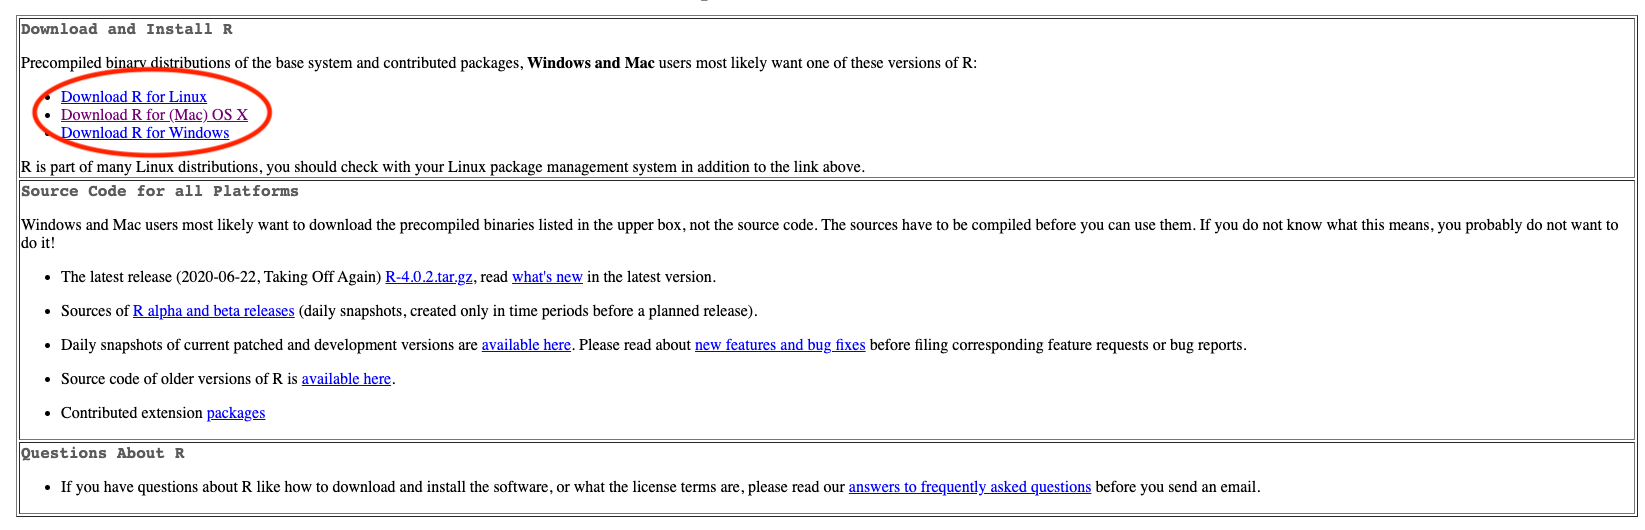 Download and Install R
Precompiled binary distributions of the base system and contributed packages, Windows and Mac users most likely want one of these versions of R:
• Download R for Linux
• Download R for (Mac) OS X
• Download R for Windows
R is part of many Linux distributions, you should check with your Linux package management system in addition to the link above.
Source Code for all Platforms
Windows and Mac users most likely want to download the precompiled binaries listed in the upper box, not the source code. The sources have to be compiled before you can use them. If you do not know what this means, you probably do not want to
do it!
• The latest release (2020-06-22, Taking Off Again) R-4.0.2.tar.gz, read what's new in the latest version.
• Sources of R alpha and beta releases (daily snapshots, created only in time periods before a planned release).
• Daily snapshots of current patched and development versions are available here. Please read about new features and bug fixes before filing corresponding feature requests or bug reports.
• Source code of older versions of R is available here.
• Contributed extension packages
Questions About R
• If you have questions about R like how to download and install the software, or what the license terms are, please read our answers to frequently asked questions before you send an email.